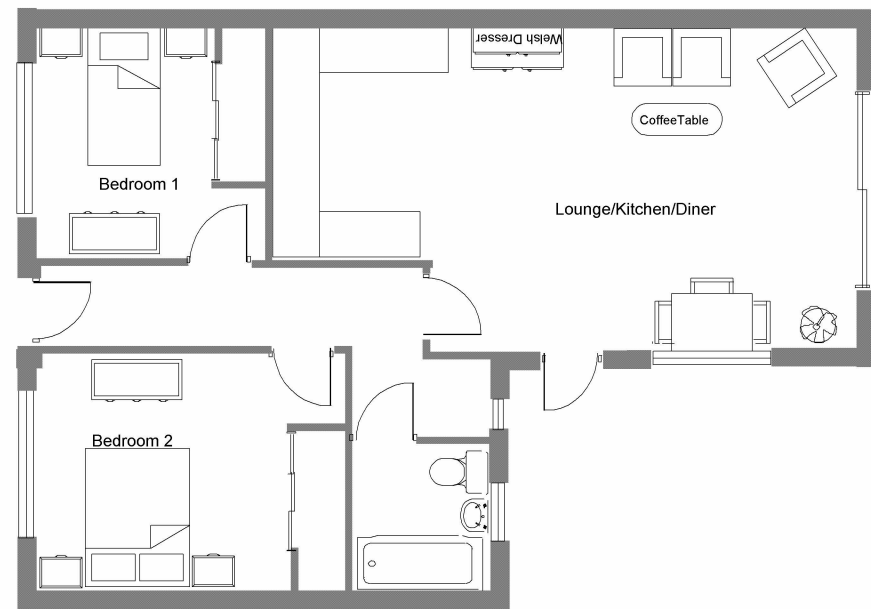 Welsh Dresser
CoffeeTable
Bedroom 1
Lounge/Kitchen/Diner
Bedroom 2